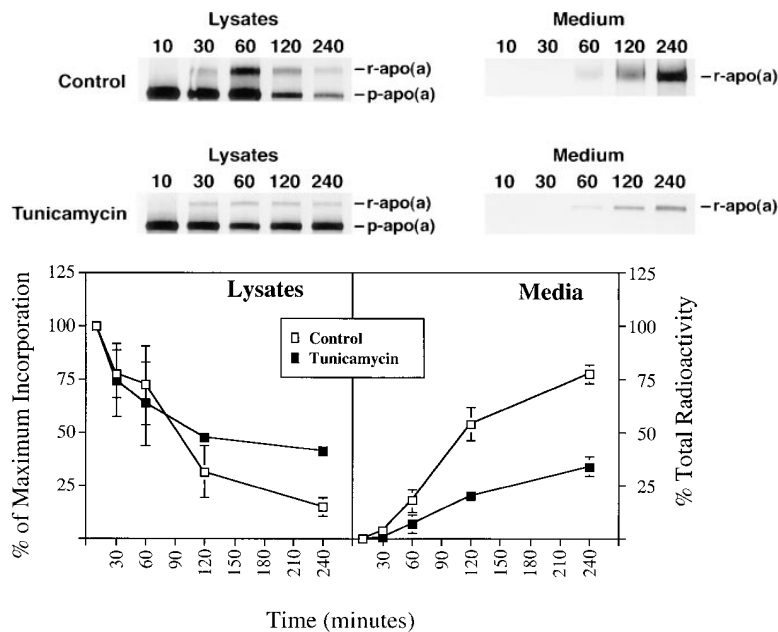 Lysates Medium
10 30 60 120 240 10 30 60 120 240
Control –r-apo(a) –p-apo(a) –r-apo(a)
Lysates Medium
10 30 60 120 240 10 30 60 120 240
Tunicamycin –r-apo(a) –p-apo(a) –r-apo(a)
% of Maximum Incorporation
125
100
75
50
25
Lysates
Media
Control
Tunicamycin
125
100
75
50
25
% Total Radioactivity
30 60 90 120 150 180 210 240
30 60 90 120 150 180 210 240
Time (minutes)